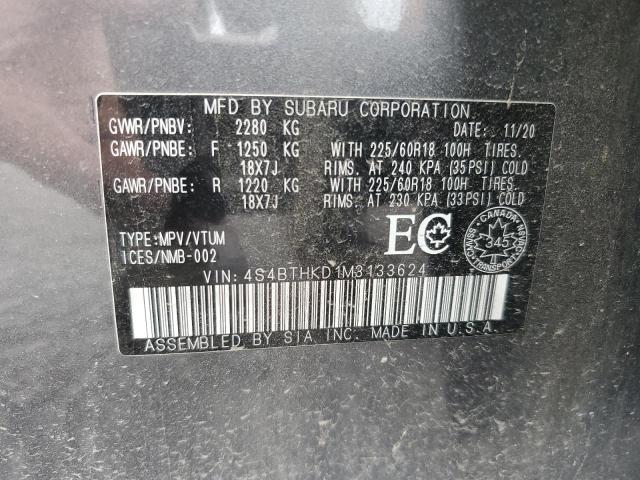 MFD BY SUBARU CORPORATION
GVWR/PNBV: 2280 KG DATE: 11/20
GAWR/PNBE: F 1250 KG WITH 225/60R18 100H TIRES.
18X7J RIMS. AT 240 KPA (35PSI) COLD
GAWR/PNBE: R 1220 KG WITH 225/60R18 100H TIRES.
18X7J RIMS. AT 230 KPA (33PSI) COLD
TYPE:MPV/VTUM
ICES/NMB-002
EC
CANADA
345
TRANSPORT
VIN: 4S4BTHKD1M3133624
ASSEMBLED BY SIA INC. MADE IN U.S.A.